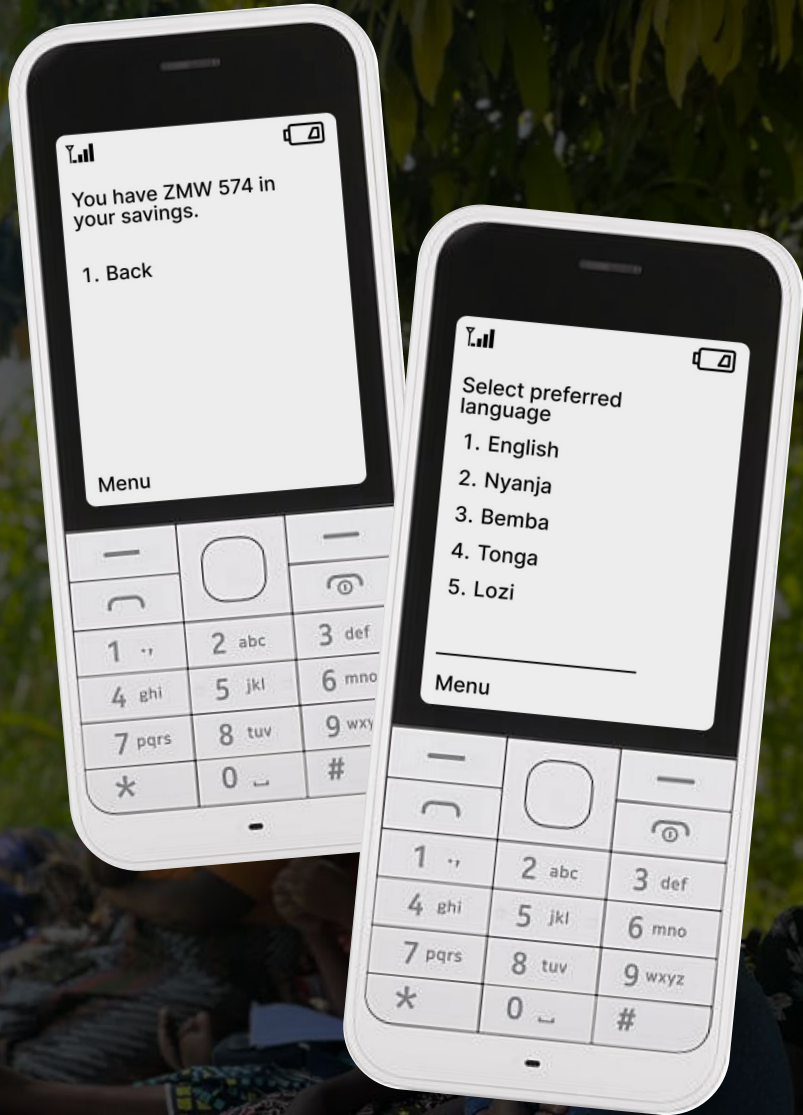 You have ZMW 574 in
your savings.
1. Back
Menu
1 .,
2 abc
3 def
4 ghi
5 jkl
6 mno
7 pqrs
8 tuv
9 wxy
*
0 ⎵
#
Select preferred
language
1. English
2. Nyanja
3. Bemba
4. Tonga
5. Lozi
Menu
1 .,
2 abc
3 def
4 ghi
5 jkl
6 mno
7 pqrs
8 tuv
9 wxyz
*
0 ⎵
#